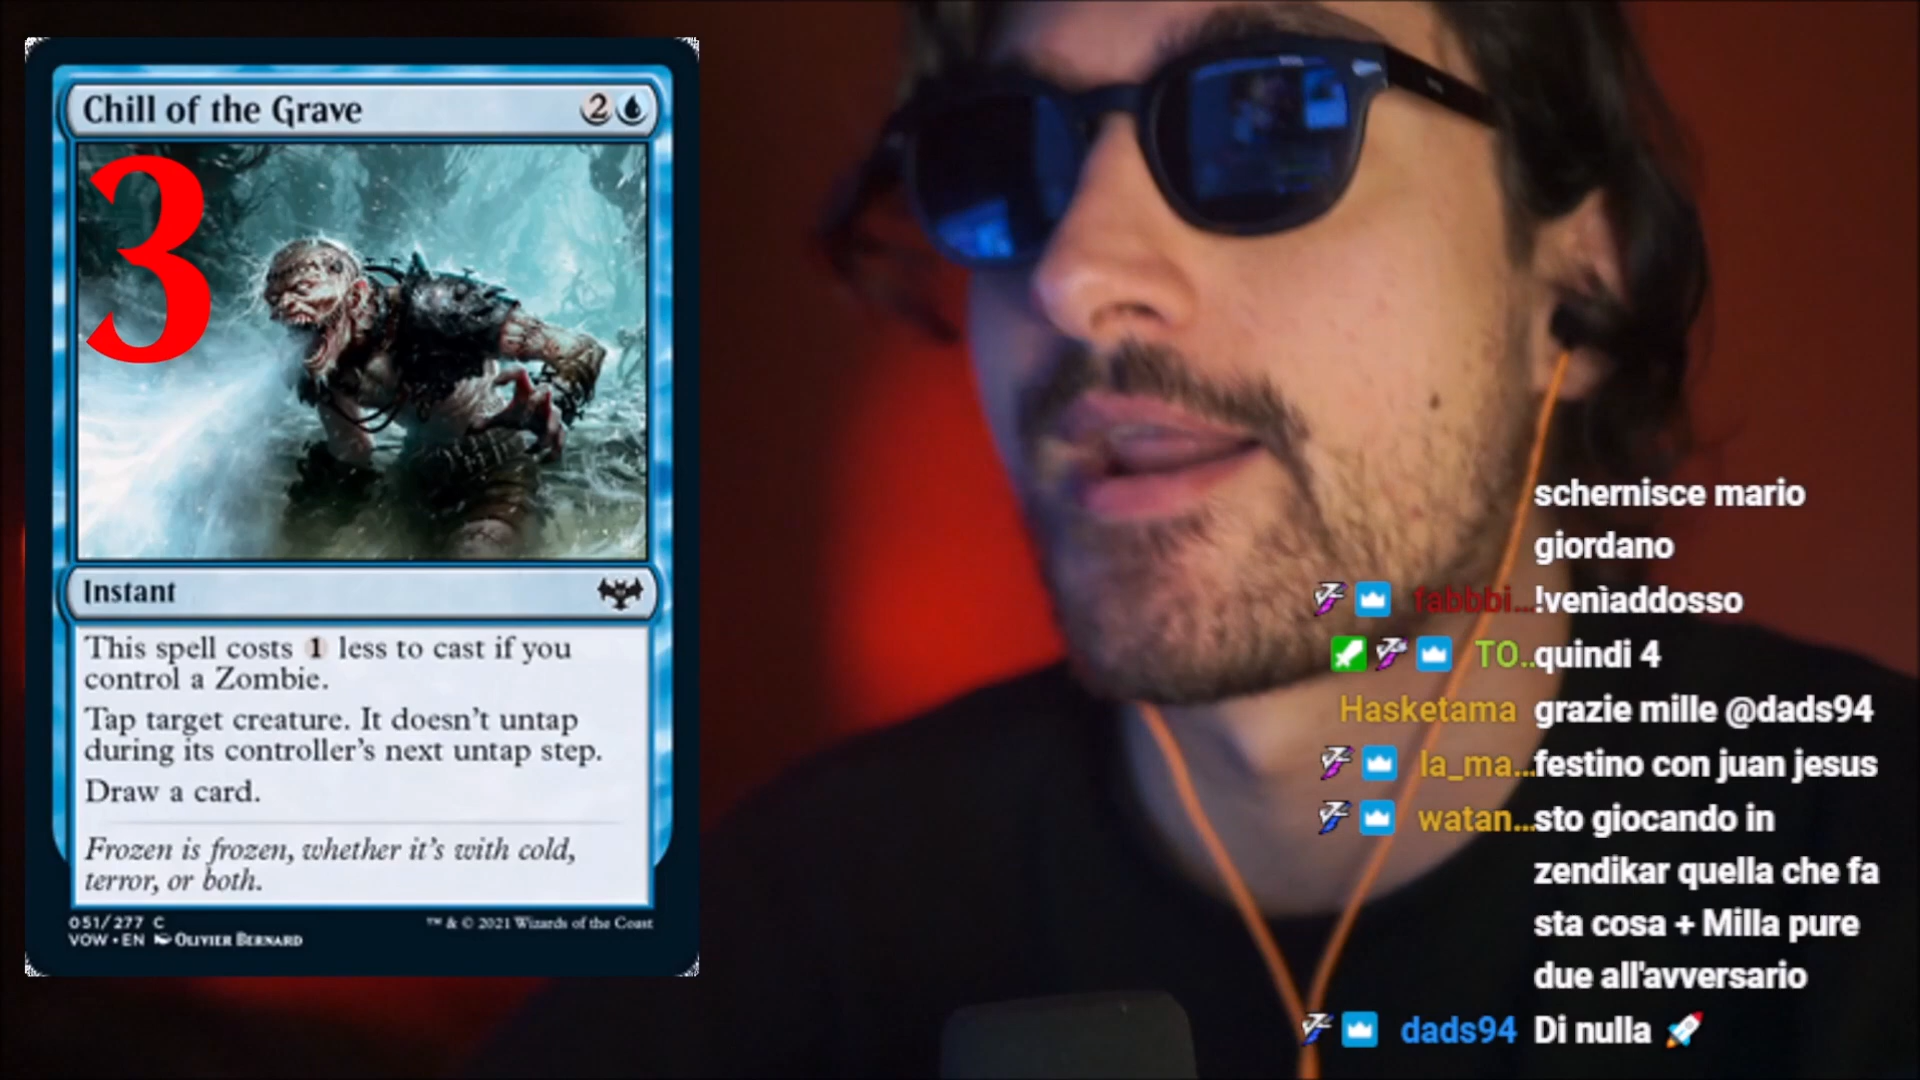 Chill of the Grave 2
3
Instant
This spell costs 1 less to cast if you
control a Zombie.
Tap target creature. It doesn't untap
during its controller's next untap step.
Draw a card.
Frozen is frozen, whether it's with cold,
terror, or both.
051/277 C
VOW • EN OLIVIER BERNARD
™ & © 2021 Wizards of the Coast
schernisce mario
giordano
fabbbi... !venìaddosso
TO.. quindi 4
Hasketama grazie mille @dads94
la_ma... festino con juan jesus
watan... sto giocando in
zendikar quella che fa
sta cosa + Milla pure
due all'avversario
dads94 Di nulla 🚀